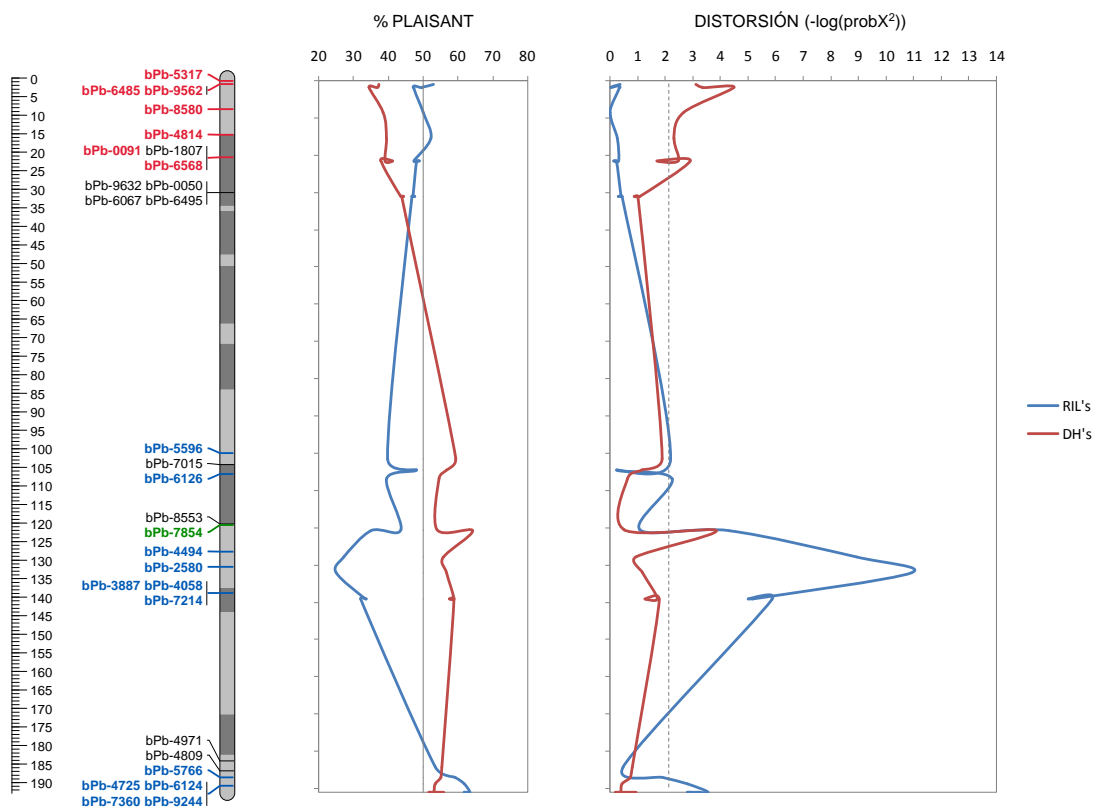 % PLAISANT
DISTORSIÓN (-log(probX²))
20 30 40 50 60 70 80
0 1 2 3 4 5 6 7 8 9 10 11 12 13 14
0
5
10
15
20
25
30
35
40
45
50
55
60
65
70
75
80
85
90
95
100
105
110
115
120
125
130
135
140
145
150
155
160
165
170
175
180
185
190
bPb-5317
bPb-6485 bPb-9562
bPb-8580
bPb-4814
bPb-0091 bPb-1807
bPb-6568
bPb-9632 bPb-0050
bPb-6067 bPb-6495
bPb-5596
bPb-7015
bPb-6126
bPb-8553
bPb-7854
bPb-4494
bPb-2580
bPb-3887 bPb-4058
bPb-7214
bPb-4971
bPb-4809
bPb-5766
bPb-4725 bPb-6124
bPb-7360 bPb-9244
RIL's
DH's